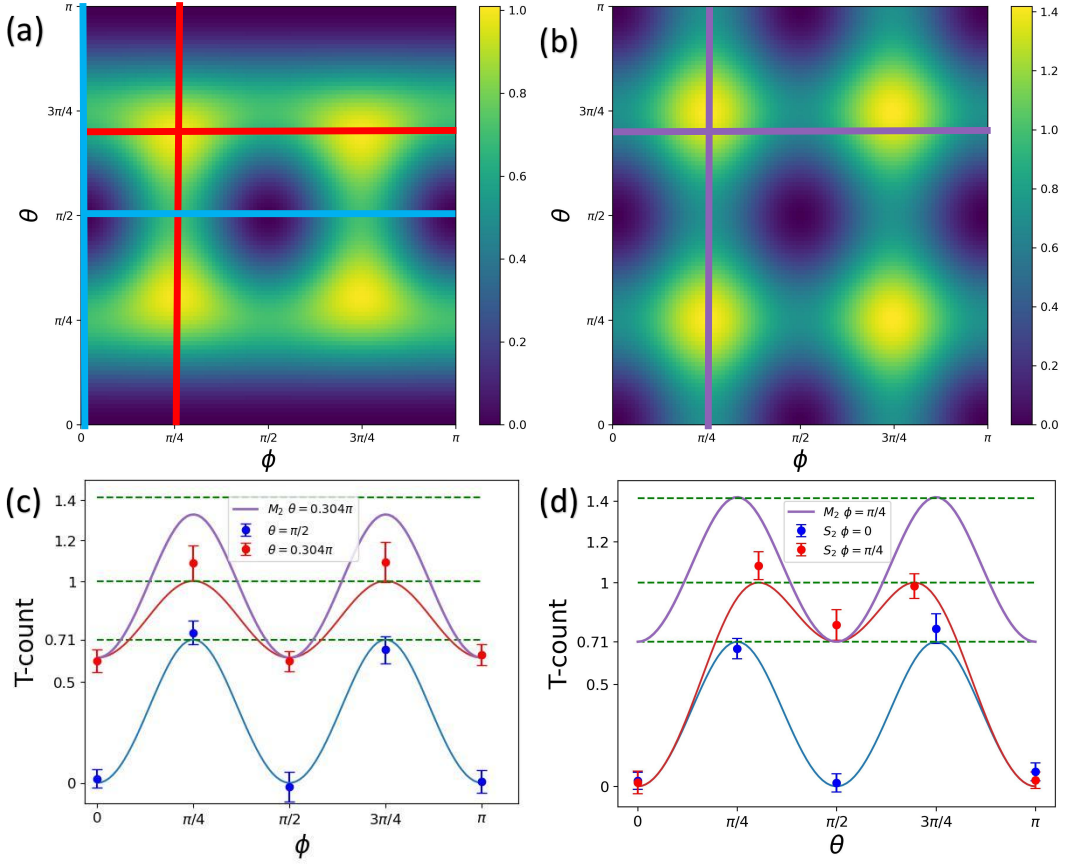 (a)
π
3π/4
π/2
π/4
0
θ
0
π/4
π/2
3π/4
π
ϕ
1.0
0.8
0.6
0.4
0.2
0.0
(b)
π
3π/4
π/2
π/4
0
θ
0
π/4
π/2
3π/4
π
ϕ
1.4
1.2
1.0
0.8
0.6
0.4
0.2
0.0
(c)
1.4
1.2
1
0.71
0.5
0
T-count
M₂ θ = 0.304π
θ = π/2
θ = 0.304π
0
π/4
π/2
3π/4
π
ϕ
(d)
1.4
1.2
1
0.71
0.5
0
T-count
M₂ ϕ = π/4
S₂ ϕ = 0
S₂ ϕ = π/4
0
π/4
π/2
3π/4
π
θ